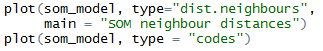 plot(som_model, type="dist.neighbours",
main = "SOM neighbour distances")
plot(som_model, type = "codes")